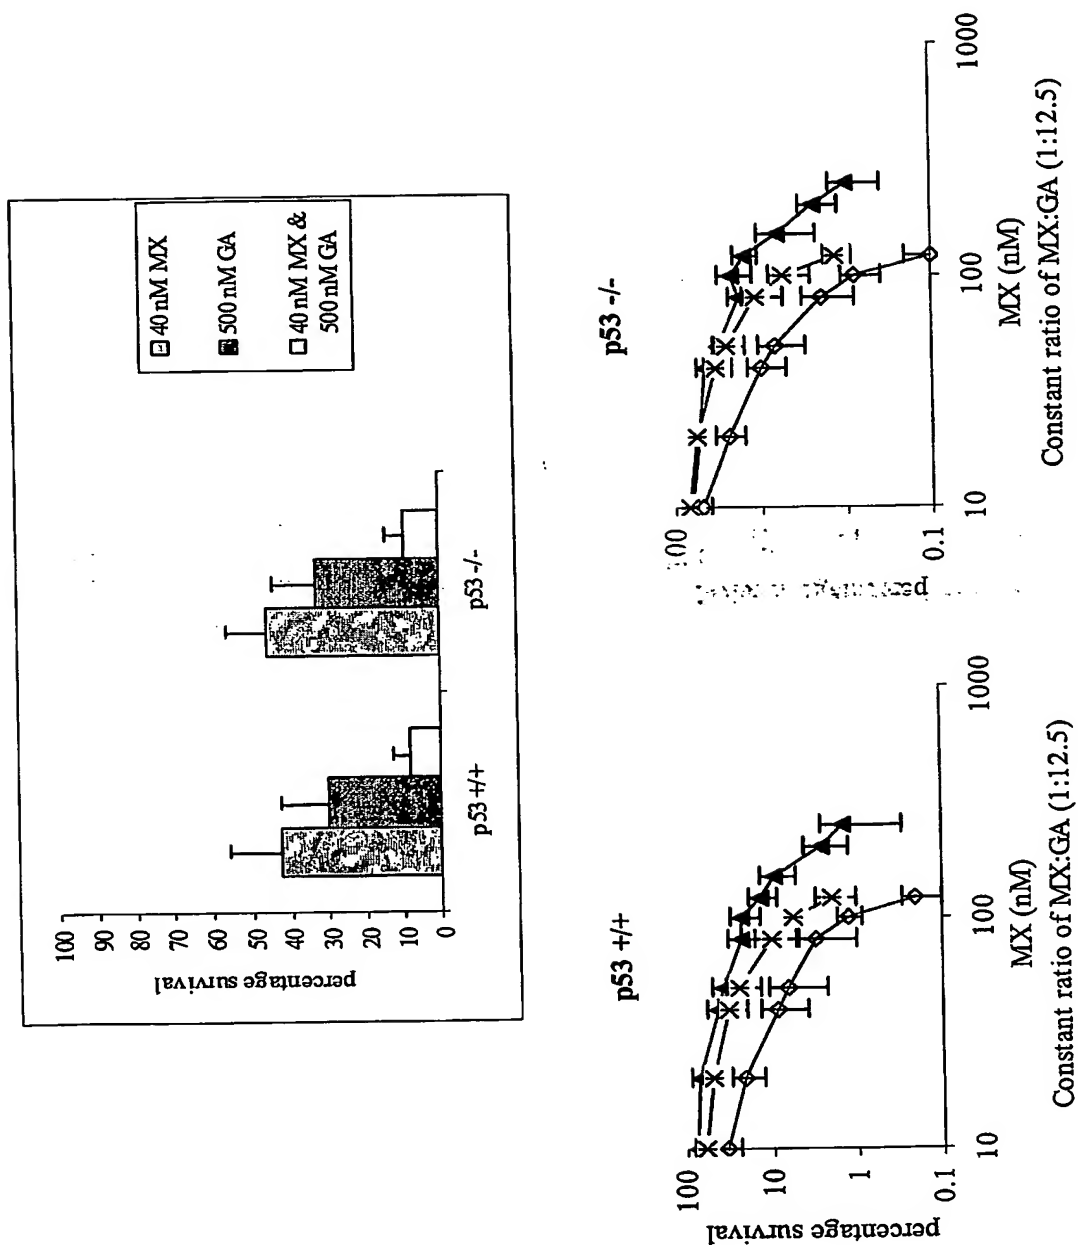 100
90
80
70
60
50
40
30
20
10
0
percentage survival
p53 +/+
p53 -/-
40 nM MX
500 nM GA
40 nM MX &
500 nM GA
p53 +/+
100
10
1
0.1
percentage survival
10
100
1000
MX (nM)
Constant ratio of MX:GA (1:12.5)
p53 -/-
100
0.1
percentage survival
10
100
1000
MX (nM)
Constant ratio of MX:GA (1:12.5)